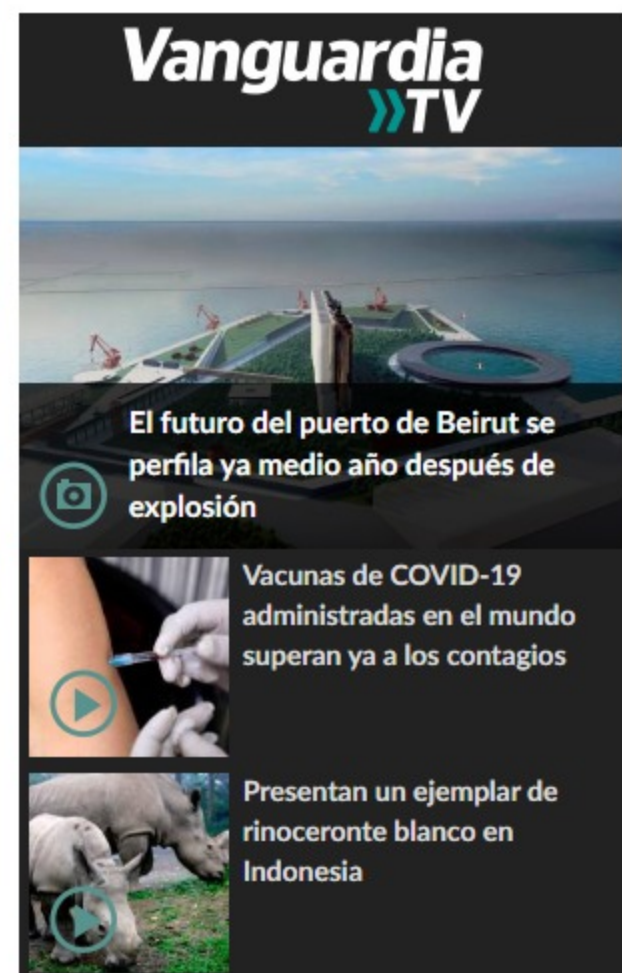 Vanguardia
TV
El futuro del puerto de Beirut se
perfila ya medio año después de
explosión
Vacunas de COVID-19
administradas en el mundo
superan ya a los contagios
Presentan un ejemplar de
rinoceronte blanco en
Indonesia